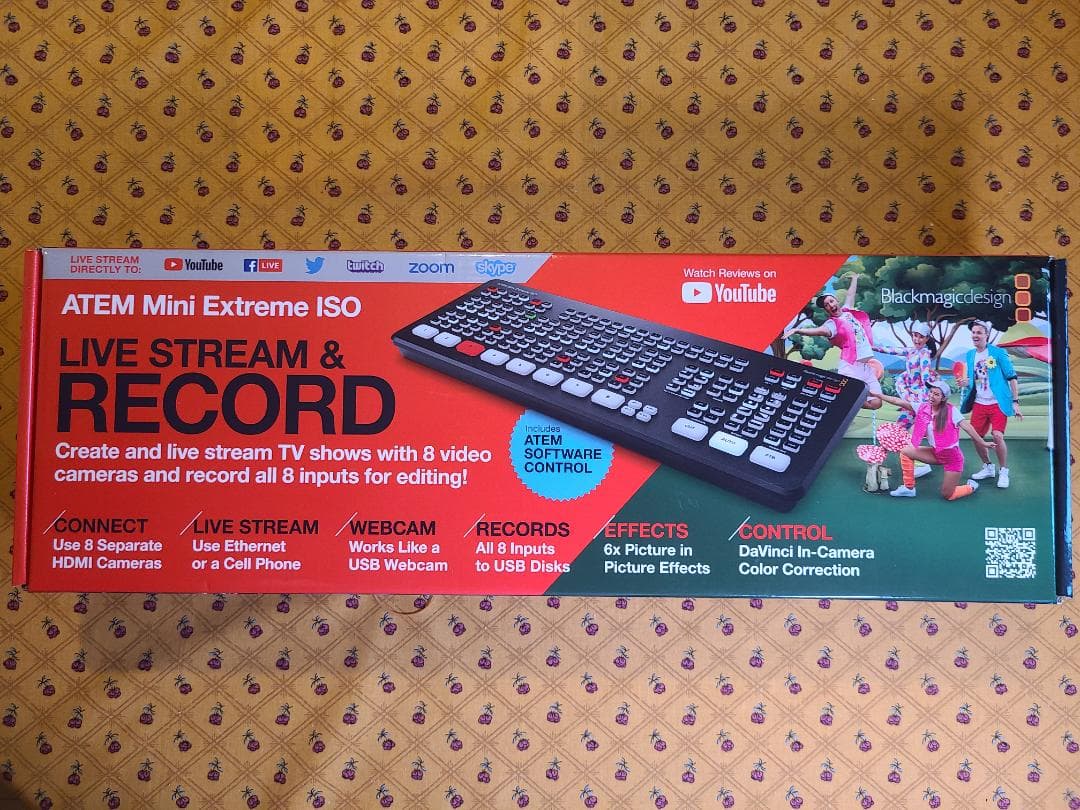 LIVE STREAM
DIRECTLY TO:
YouTube
LIVE
twitch
zoom
skype
Watch Reviews on
YouTube
Blackmagicdesign
ATEM Mini Extreme ISO
LIVE STREAM &
RECORD
Create and live stream TV shows with 8 video
cameras and record all 8 inputs for editing!
Includes
ATEM
SOFTWARE
CONTROL
CUT
AUTO
FTB
CONNECT
Use 8 Separate
HDMI Cameras
LIVE STREAM
Use Ethernet
or a Cell Phone
WEBCAM
Works Like a
USB Webcam
RECORDS
All 8 Inputs
to USB Disks
EFFECTS
6x Picture in
Picture Effects
CONTROL
DaVinci In-Camera
Color Correction